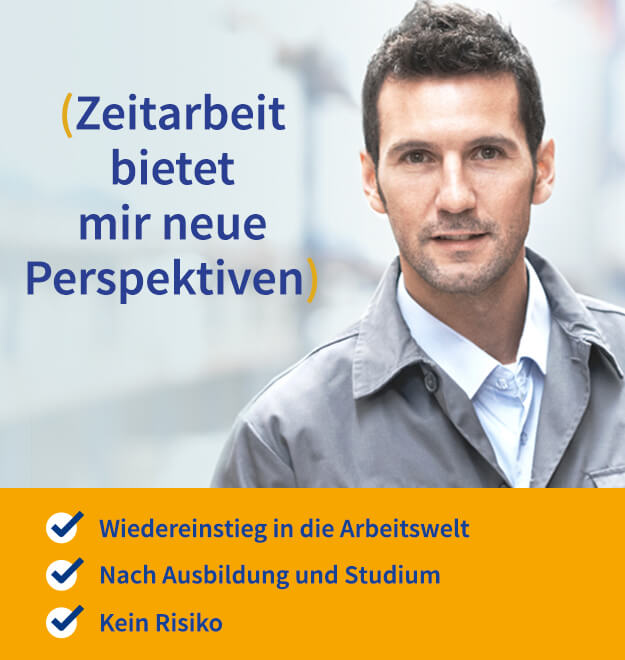 (Zeitarbeit
bietet
mir neue
Perspektiven)
Wiedereinstieg in die Arbeitswelt
Nach Ausbildung und Studium
Kein Risiko